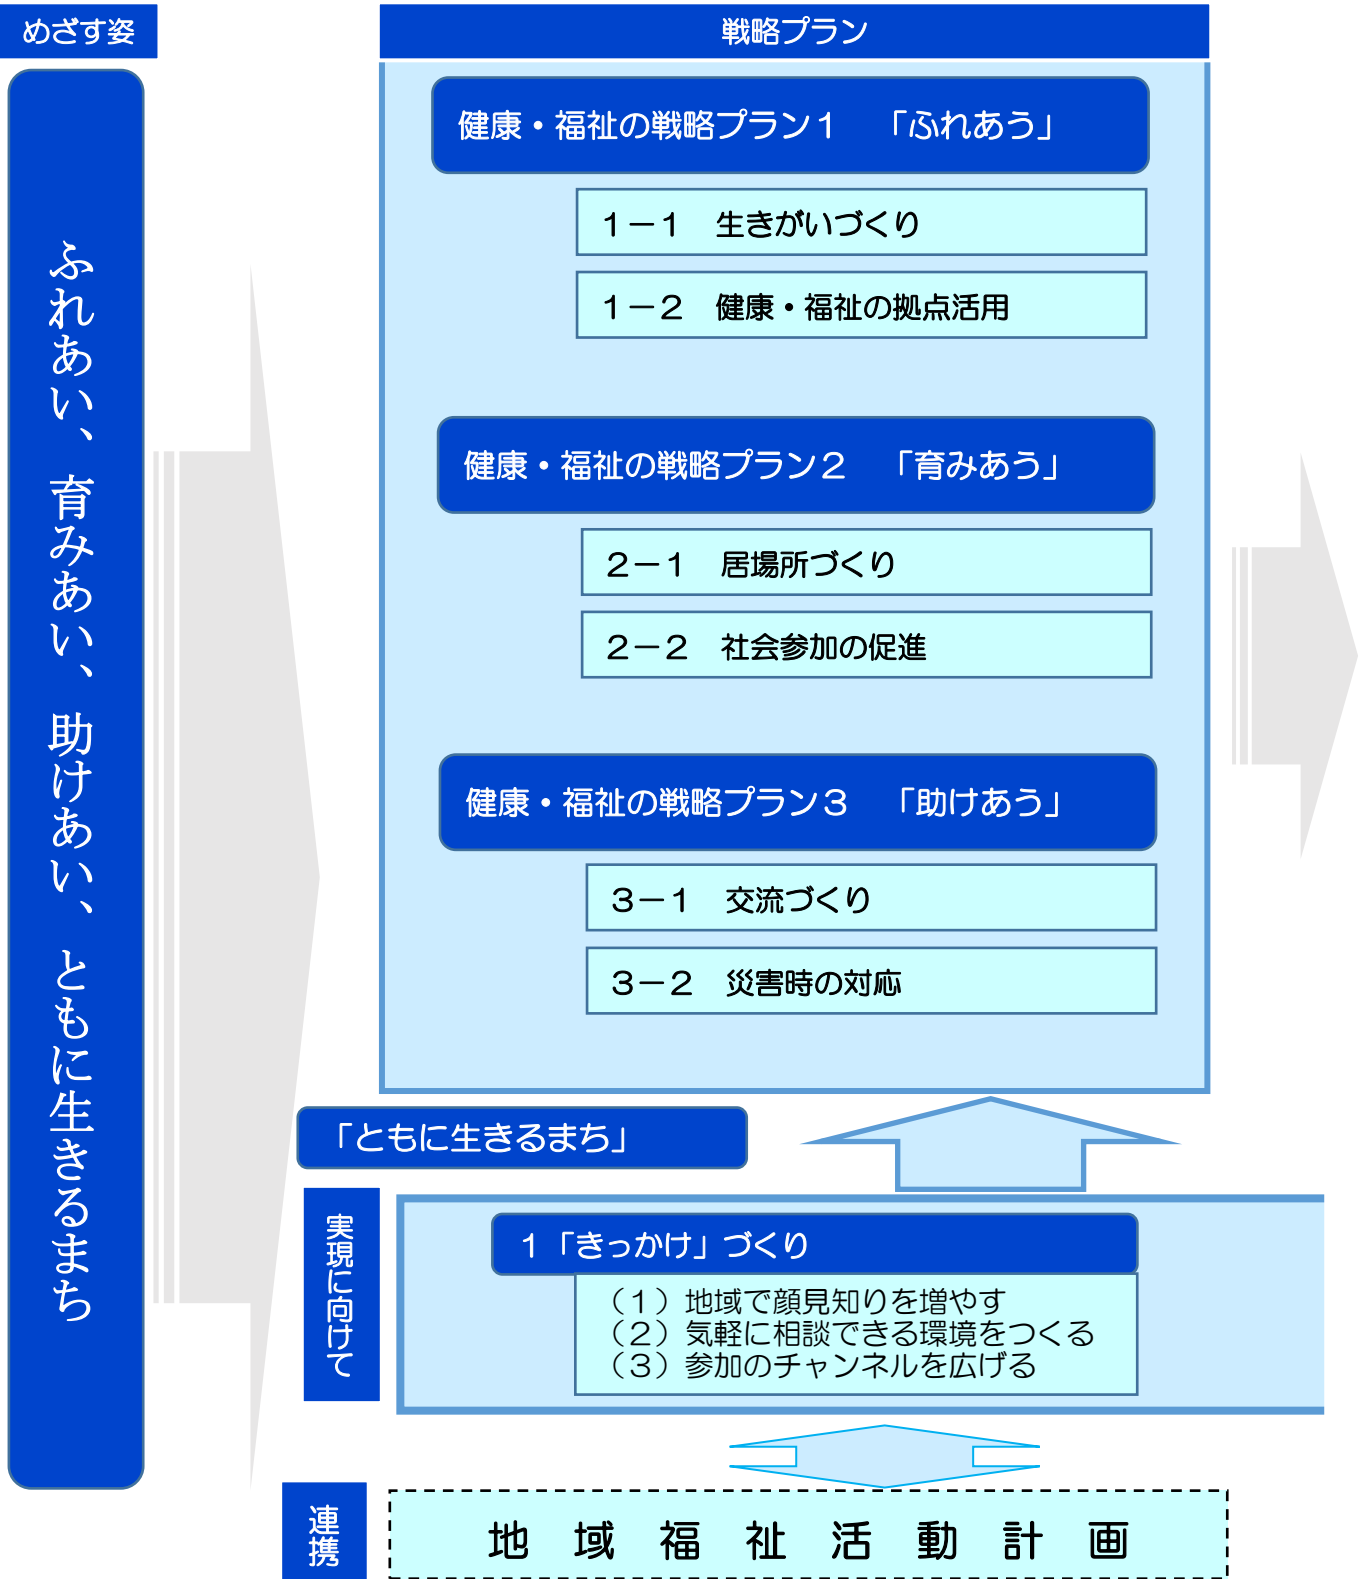 めざす姿
戦略プラン
ふれあい、育みあい、助けあい、ともに生きるまち
健康・福祉の戦略プラン１　「ふれあう」
１－１　生きがいづくり
１－２　健康・福祉の拠点活用
健康・福祉の戦略プラン２　「育みあう」
２－１　居場所づくり
２－２　社会参加の促進
健康・福祉の戦略プラン３　「助けあう」
３－１　交流づくり
３－２　災害時の対応
「ともに生きるまち」
実現に向けて
１「きっかけ」づくり
（１）地域で顔見知りを増やす
（２）気軽に相談できる環境をつくる
（３）参加のチャンネルを広げる
連携
地　域　福　祉　活　動　計　画